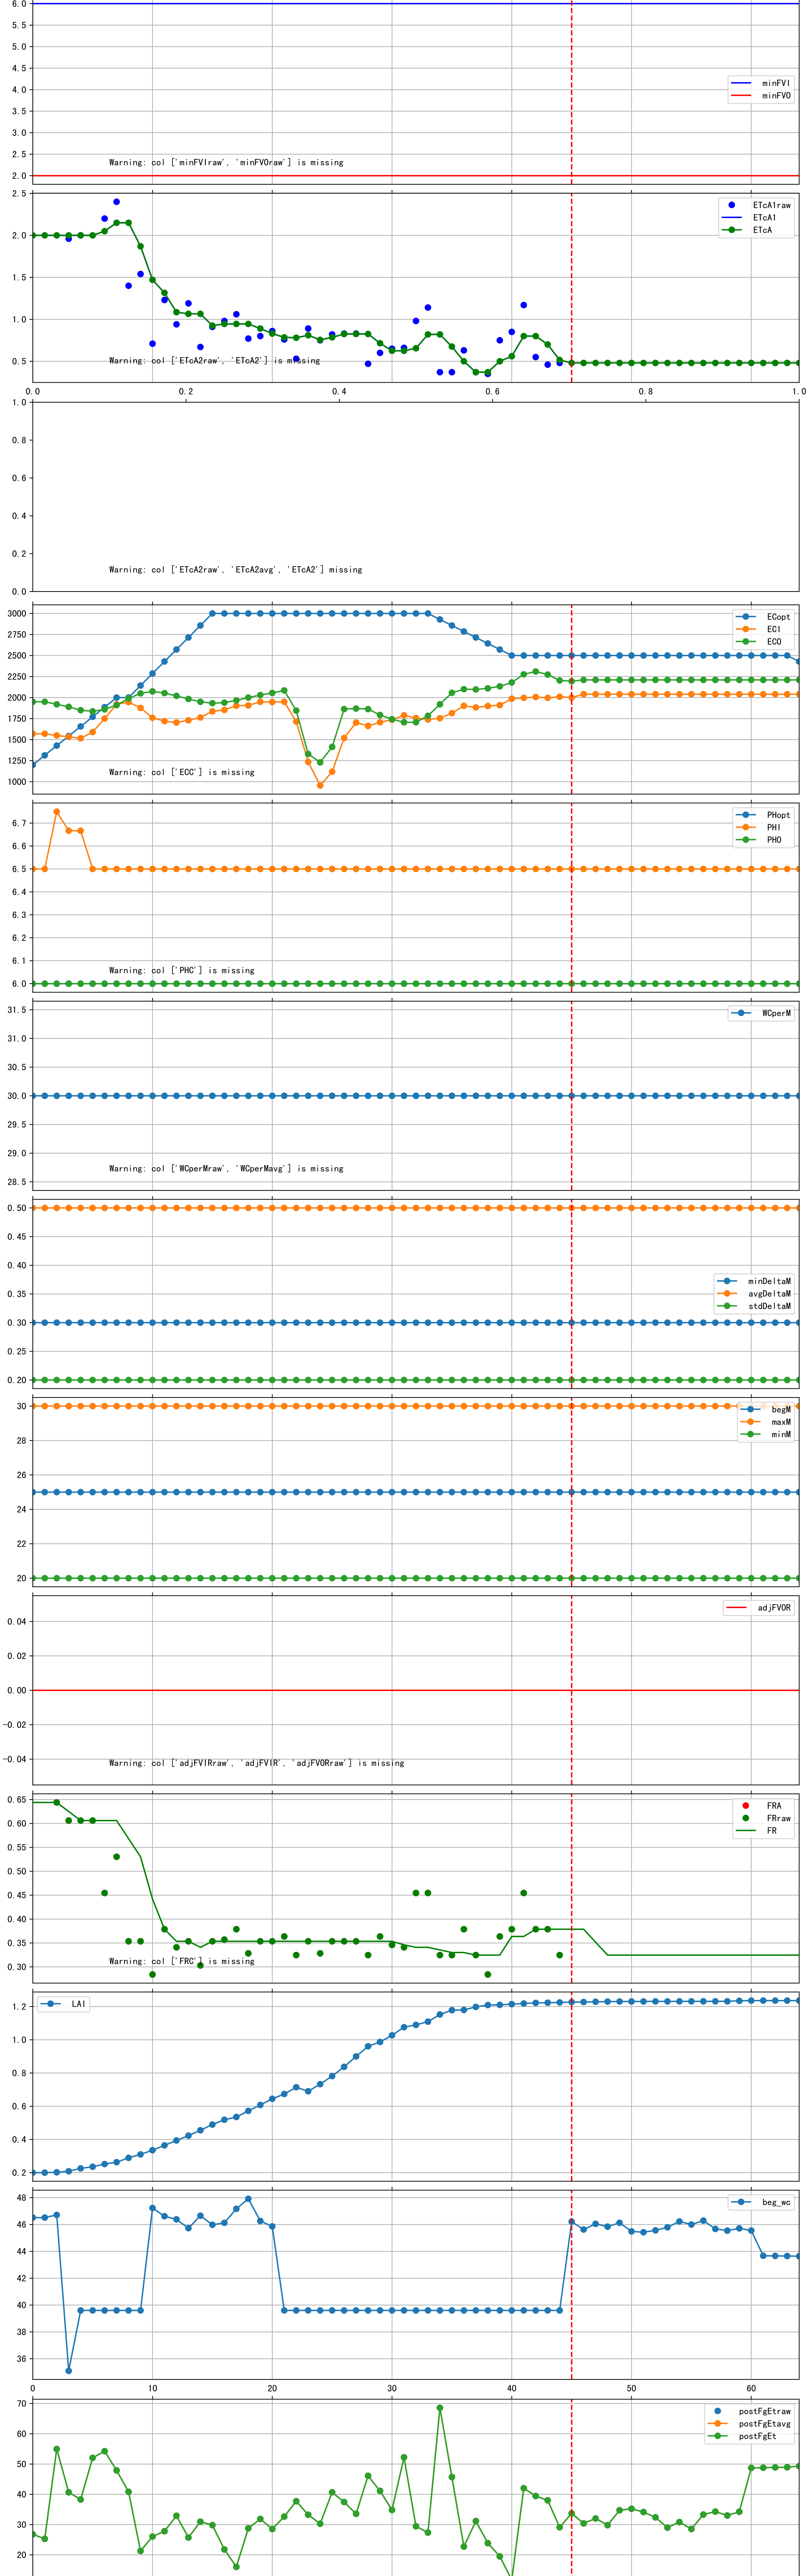 6.0
5.5
5.0
4.5
4.0
3.5
3.0
2.5
2.0
minFVI
minFVO
Warning: col ['minFVIraw', 'minFVOraw'] is missing
2.5
2.0
1.5
1.0
0.5
ETcA1raw
ETcA1
ETcA
Warning: col ['ETcA2raw', 'ETcA2'] is missing
0.0 0.2 0.4 0.6 0.8 1.0
1.0
0.8
0.6
0.4
0.2
0.0
Warning: col ['ETcA2raw', 'ETcA2avg', 'ETcA2'] missing
3000
2750
2500
2250
2000
1750
1500
1250
1000
ECopt
ECI
ECO
Warning: col ['ECC'] is missing
6.7
6.6
6.5
6.4
6.3
6.2
6.1
6.0
PHopt
PHI
PHO
Warning: col ['PHC'] is missing
31.5
31.0
30.5
30.0
29.5
29.0
28.5
WCperM
Warning: col ['WCperMraw', 'WCperMavg'] is missing
0.50
0.45
0.40
0.35
0.30
0.25
0.20
minDeltaM
avgDeltaM
stdDeltaM
30
28
26
24
22
20
begM
maxM
minM
0.04
0.02
0.00
−0.02
−0.04
adjFVOR
Warning: col ['adjFVIRraw', 'adjFVIR', 'adjFVORraw'] is missing
0.65
0.60
0.55
0.50
0.45
0.40
0.35
0.30
FRA
FRraw
FR
Warning: col ['FRC'] is missing
1.2
1.0
0.8
0.6
0.4
0.2
LAI
48
46
44
42
40
38
36
beg_wc
0 10 20 30 40 50 60
70
60
50
40
30
20
postFgEtraw
postFgEtavg
postFgEt